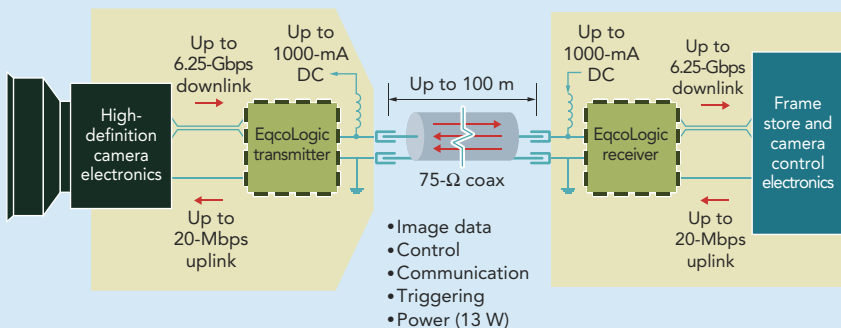 Up to
6.25-Gbps
downlink
Up to
1000-mA
DC
Up to 100 m
Up to
1000-mA
DC
Up to
6.25-Gbps
downlink
High-
definition
camera
electronics
EqcoLogic
transmitter
75-Ω coax
EqcoLogic
receiver
Frame
store and
camera
control
electronics
Up to
20-Mbps
uplink
•Image data
•Control
•Communication
•Triggering
•Power (13 W)
Up to
20-Mbps
uplink